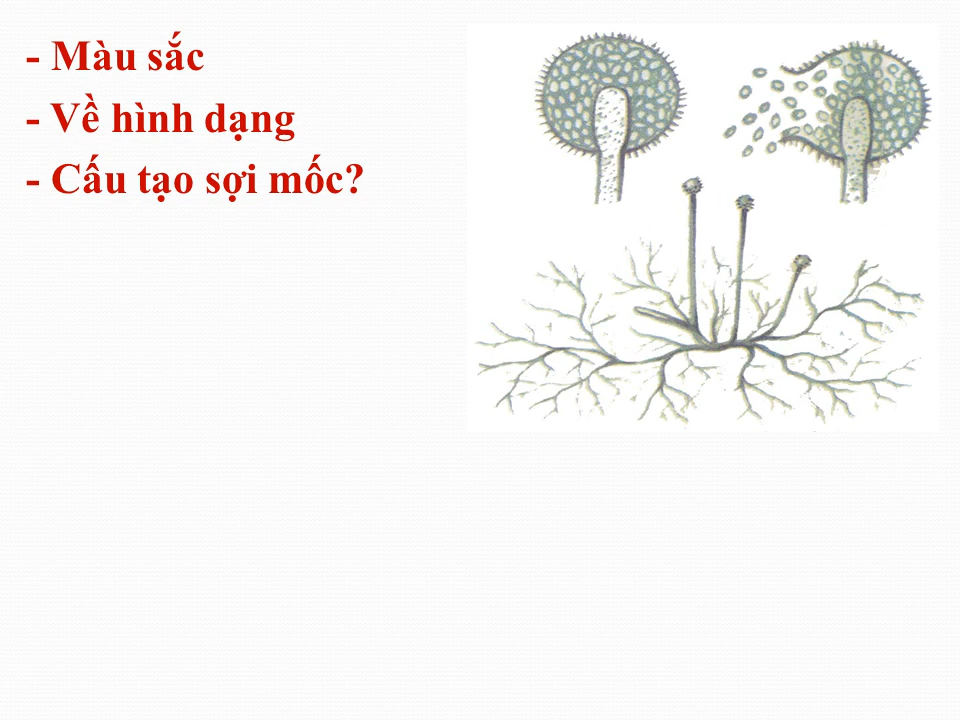 - Màu sắc
- Về hình dạng
- Cấu tạo sợi mốc?